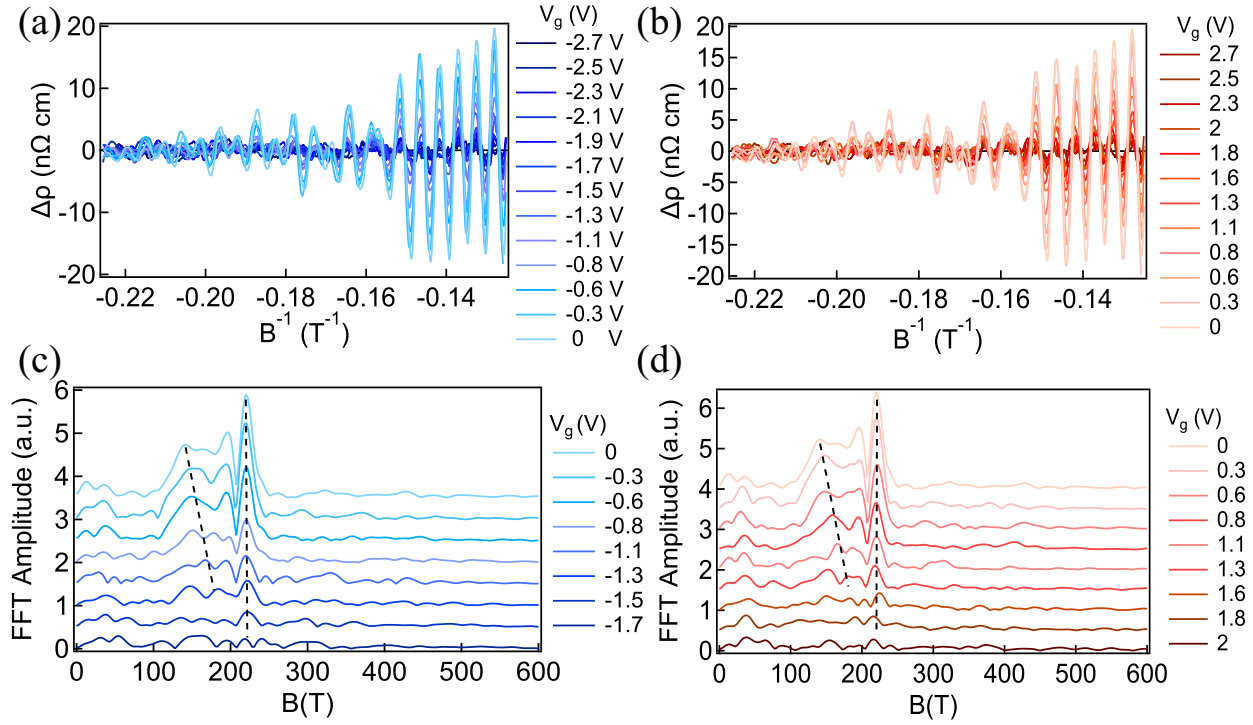 (a)
20
10
0
-10
-20
Δρ (nΩ cm)
-0.22 -0.20 -0.18 -0.16 -0.14
B⁻¹ (T⁻¹)
Vg (V)
-2.7 V
-2.5 V
-2.3 V
-2.1 V
-1.9 V
-1.7 V
-1.5 V
-1.3 V
-1.1 V
-0.8 V
-0.6 V
-0.3 V
0 V
(b)
20
15
10
5
0
-5
-10
-15
-20
Δρ (nΩ cm)
-0.22 -0.20 -0.18 -0.16 -0.14
B⁻¹ (T⁻¹)
Vg (V)
2.7
2.5
2.3
2
1.8
1.6
1.3
1.1
0.8
0.6
0.3
0
(c)
6
5
4
3
2
1
0
FFT Amplitude (a.u.)
0 100 200 300 400 500 600
B(T)
Vg (V)
0
-0.3
-0.6
-0.8
-1.1
-1.3
-1.5
-1.7
(d)
6
5
4
3
2
1
0
FFT Amplitude (a.u.)
0 100 200 300 400 500 600
B(T)
Vg (V)
0
0.3
0.6
0.8
1.1
1.3
1.6
1.8
2